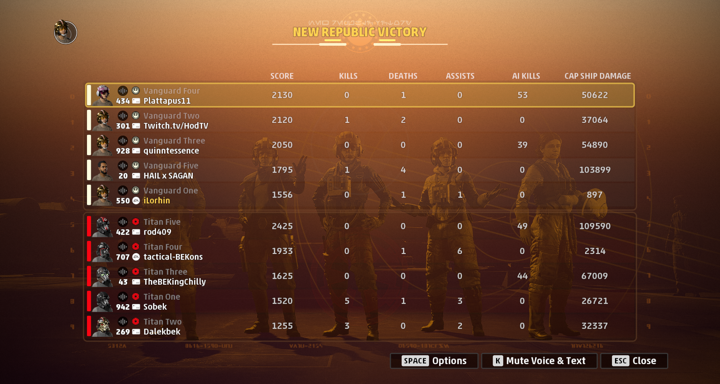 NEW REPUBLIC VICTORY
SCORE KILLS DEATHS ASSISTS AI KILLS CAP SHIP DAMAGE
Vanguard Four
434 Plattapus11 2130 0 1 0 53 50622
Vanguard Two
301 Twitch.tv/HodTV 2120 1 2 0 0 37064
Vanguard Three
928 quinntessence 2050 0 0 0 39 54890
Vanguard Five
20 HAIL x SAGAN 1795 1 4 0 0 103899
Vanguard One
550 iLorhin 1556 0 1 1 0 897
Titan Five
422 rod409 2425 0 0 0 49 109590
Titan Four
707 tactical-BEKons 1933 0 1 6 0 2314
Titan Three
43 TheBEKingChilly 1625 0 0 0 44 67009
Titan One
942 Sobek 1520 5 1 3 0 26721
Titan Two
269 Dalekbek 1255 3 0 2 0 32337
SPACE Options K Mute Voice & Text ESC Close